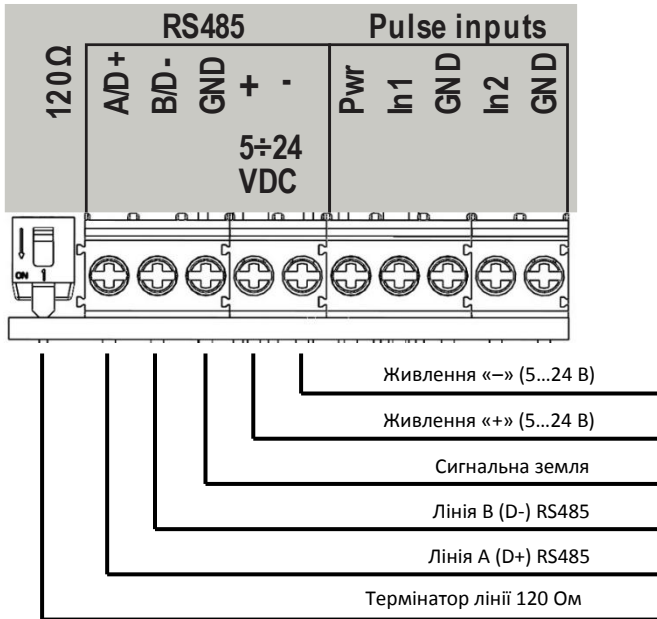 RS485
Pulse inputs
120Ω
A/D+
B/D-
GND
+
-
5÷24
VDC
Pwr
In1
GND
In2
GND
ON 1
Живлення «–» (5...24 В)
Живлення «+» (5...24 В)
Сигнальна земля
Лінія B (D-) RS485
Лінія A (D+) RS485
Термінатор лінії 120 Ом